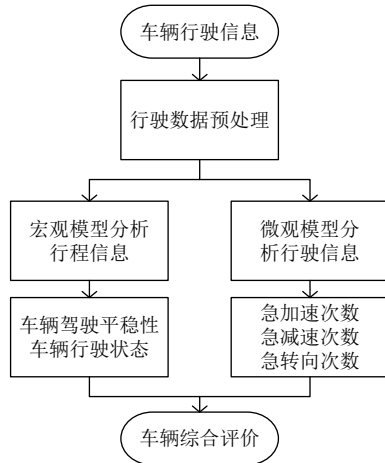 车辆行驶信息
行驶数据预处理
宏观模型分析
行程信息
微观模型分
析行驶信息
车辆驾驶平稳性
车辆行驶状态
急加速次数
急减速次数
急转向次数
车辆综合评价